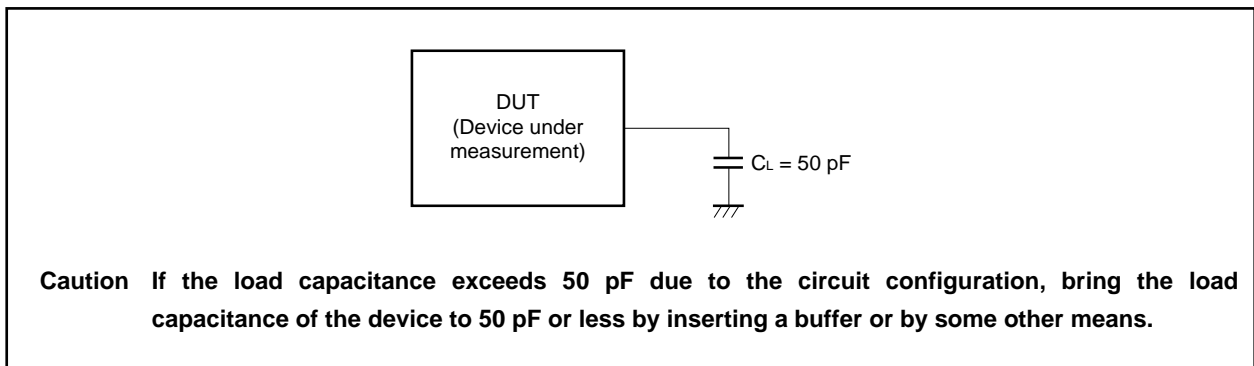 DUT
(Device under
measurement)
CL = 50 pF
Caution If the load capacitance exceeds 50 pF due to the circuit configuration, bring the load
capacitance of the device to 50 pF or less by inserting a buffer or by some other means.